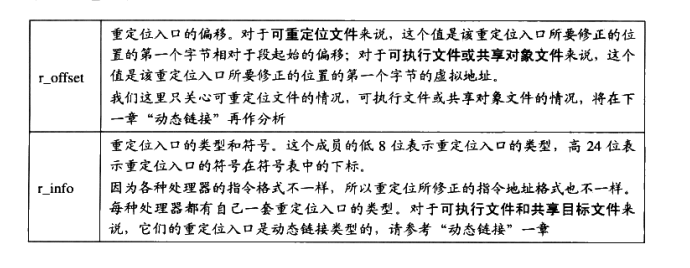 r_offset
重定位入口的偏移。对于可重定位文件来说，这个值是该重定位入口所要修正的位
置的第一个字节相对于段起始的偏移；对于可执行文件或共享对象文件来说，这个
值是该重定位入口所要修正的位置的第一个字节的虚拟地址。
我们这里只关心可重定位文件的情况，可执行文件或共享对象文件的情况，将在下
一章“动态链接”再作分析
r_info
重定位入口的类型和符号。这个成员的低 8 位表示重定位入口的类型，高 24 位表
示重定位入口的符号在符号表中的下标。
因为各种处理器的指令格式不一样，所以重定位所修正的指令地址格式也不一样。
每种处理器都有自己一套重定位入口的类型。对于可执行文件和共享目标文件来
说，它们的重定位入口是动态链接类型的，请参考“动态链接”一章